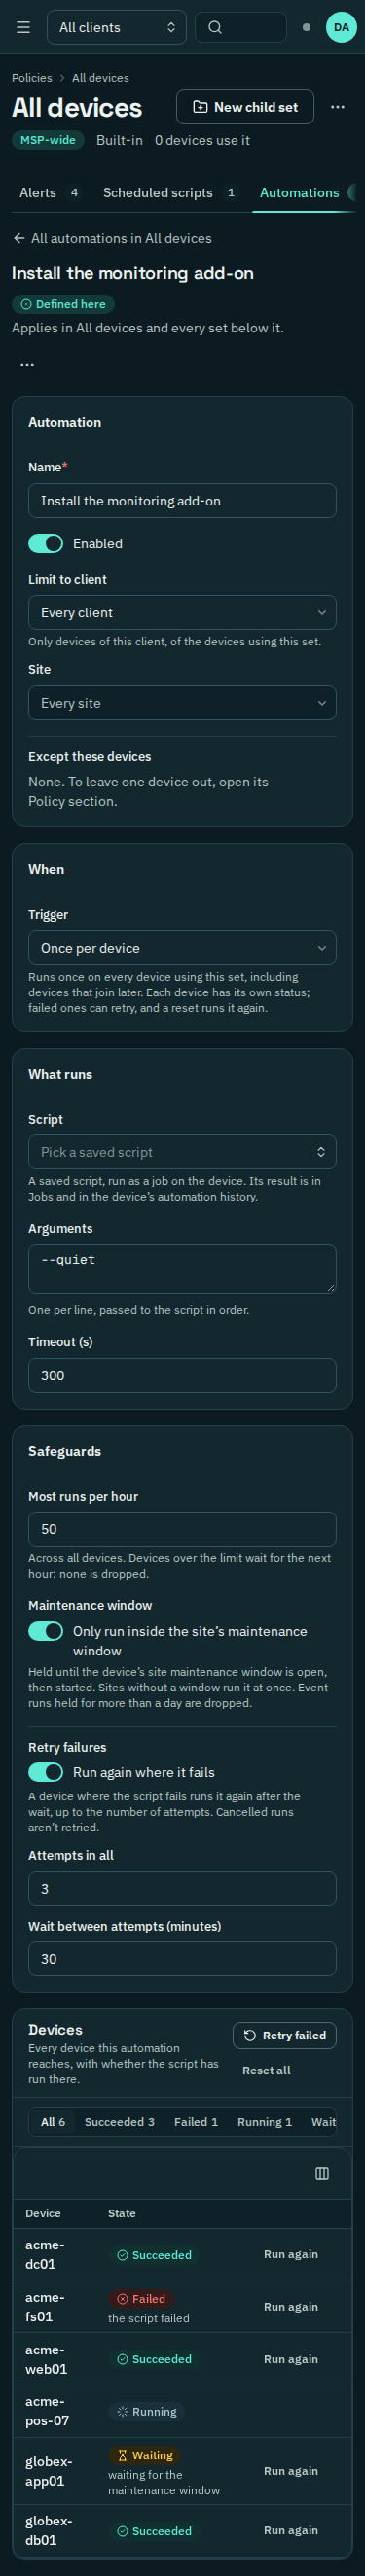 All clients
DA
Policies > All devices
All devices
New child set
MSP-wide Built-in 0 devices use it
Alerts 4 Scheduled scripts 1 Automations
← All automations in All devices
Install the monitoring add-on
Defined here
Applies in All devices and every set below it.
Automation
Name*
Install the monitoring add-on
Enabled
Limit to client
Every client
Only devices of this client, of the devices using this set.
Site
Every site
Except these devices
None. To leave one device out, open its
Policy section.
When
Trigger
Once per device
Runs once on every device using this set, including
devices that join later. Each device has its own status;
failed ones can retry, and a reset runs it again.
What runs
Script
Pick a saved script
A saved script, run as a job on the device. Its result is in
Jobs and in the device’s automation history.
Arguments
--quiet
One per line, passed to the script in order.
Timeout (s)
300
Safeguards
Most runs per hour
50
Across all devices. Devices over the limit wait for the next
hour: none is dropped.
Maintenance window
Only run inside the site’s maintenance
window
Held until the device’s site maintenance window is open,
then started. Sites without a window run it at once. Event
runs held for more than a day are dropped.
Retry failures
Run again where it fails
A device where the script fails runs it again after the
wait, up to the number of attempts. Cancelled runs
aren’t retried.
Attempts in all
3
Wait between attempts (minutes)
30
Devices
Every device this automation
reaches, with whether the script has
run there.
Retry failed
Reset all
All 6 Succeeded 3 Failed 1 Running 1 Wait
Device State
acme-
dc01
Succeeded
Run again
acme-
fs01
Failed
the script failed
Run again
acme-
web01
Succeeded
Run again
acme-
pos-07
Running
globex-
app01
Waiting
waiting for the
maintenance window
Run again
globex-
db01
Succeeded
Run again